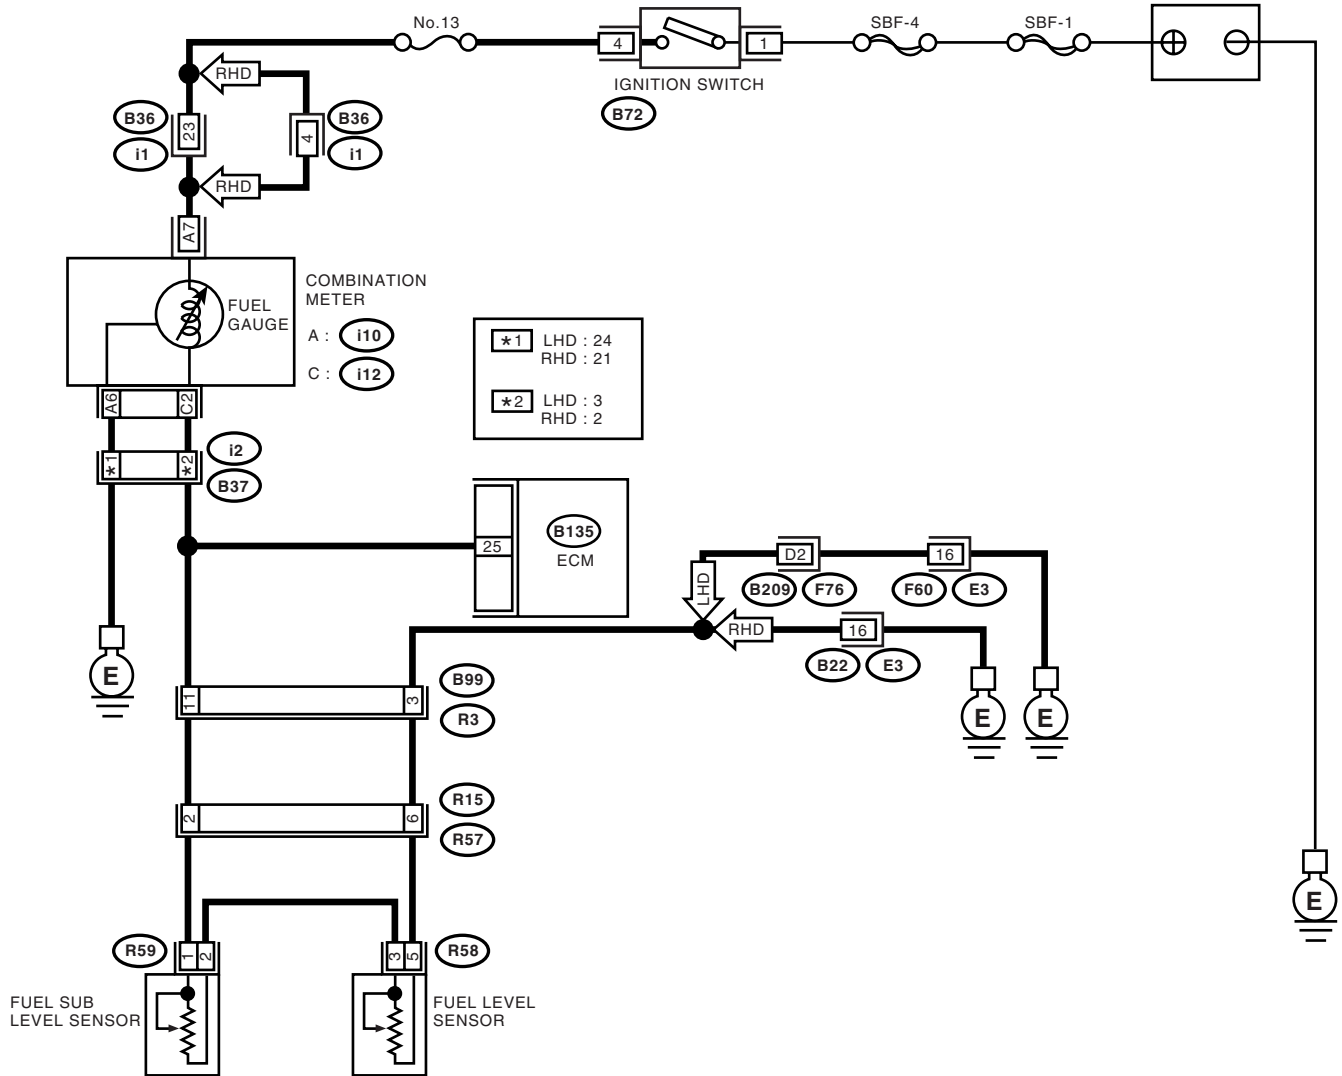 No.13
SBF-4
SBF-1
4
1
IGNITION SWITCH
B72
RHD
B36
i1
23
4
B36
i1
RHD
A7
COMBINATION
METER
FUEL
GAUGE
A : i10
C : i12
*1 LHD : 24
RHD : 21
*2 LHD : 3
RHD : 2
A6
C2
*1
*2
i2
B37
25
B135
ECM
LHD
D2
B209
F76
16
F60
E3
RHD
16
B22
E3
E
E
E
11
3
B99
R3
2
6
R15
R57
E
R59
1
2
3
5
R58
FUEL SUB
LEVEL SENSOR
FUEL LEVEL
SENSOR